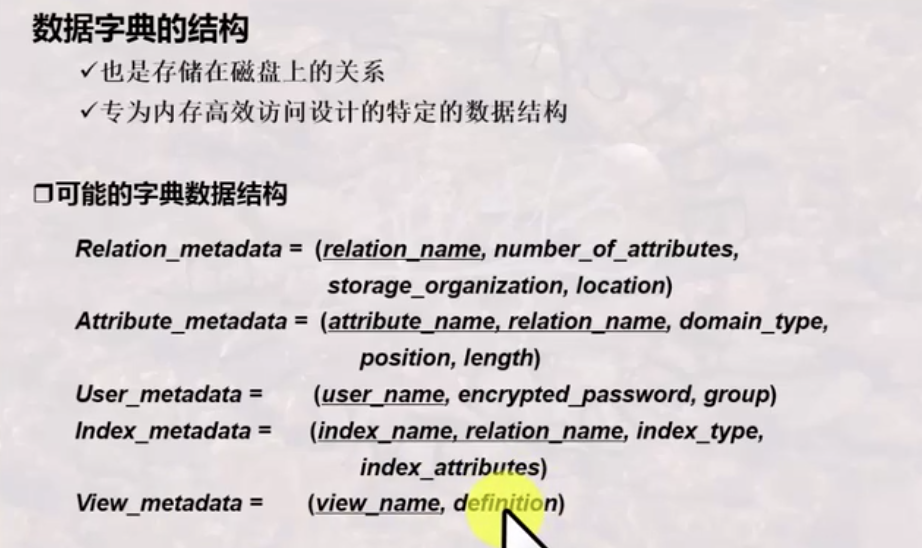 数据字典的结构
✓也是存储在磁盘上的关系
✓专为内存高效访问设计的特定的数据结构
❒可能的字典数据结构
Relation_metadata = (relation_name, number_of_attributes,
storage_organization, location)
Attribute_metadata = (attribute_name, relation_name, domain_type,
position, length)
User_metadata = (user_name, encrypted_password, group)
Index_metadata = (index_name, relation_name, index_type,
index_attributes)
View_metadata = (view_name, definition)